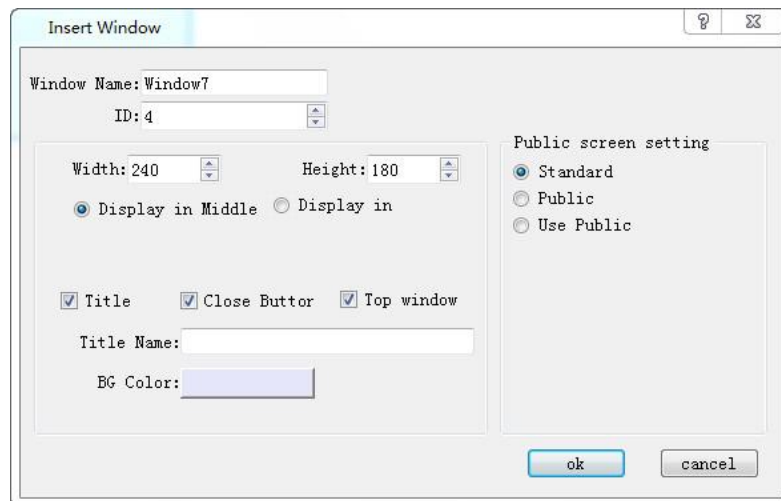 Insert Window
Window Name: Window7
ID: 4
Width: 240 Height: 180
Display in Middle Display in
Title Close Buttor Top window
Title Name:
BG Color:
Public screen setting
Standard
Public
Use Public
ok cancel